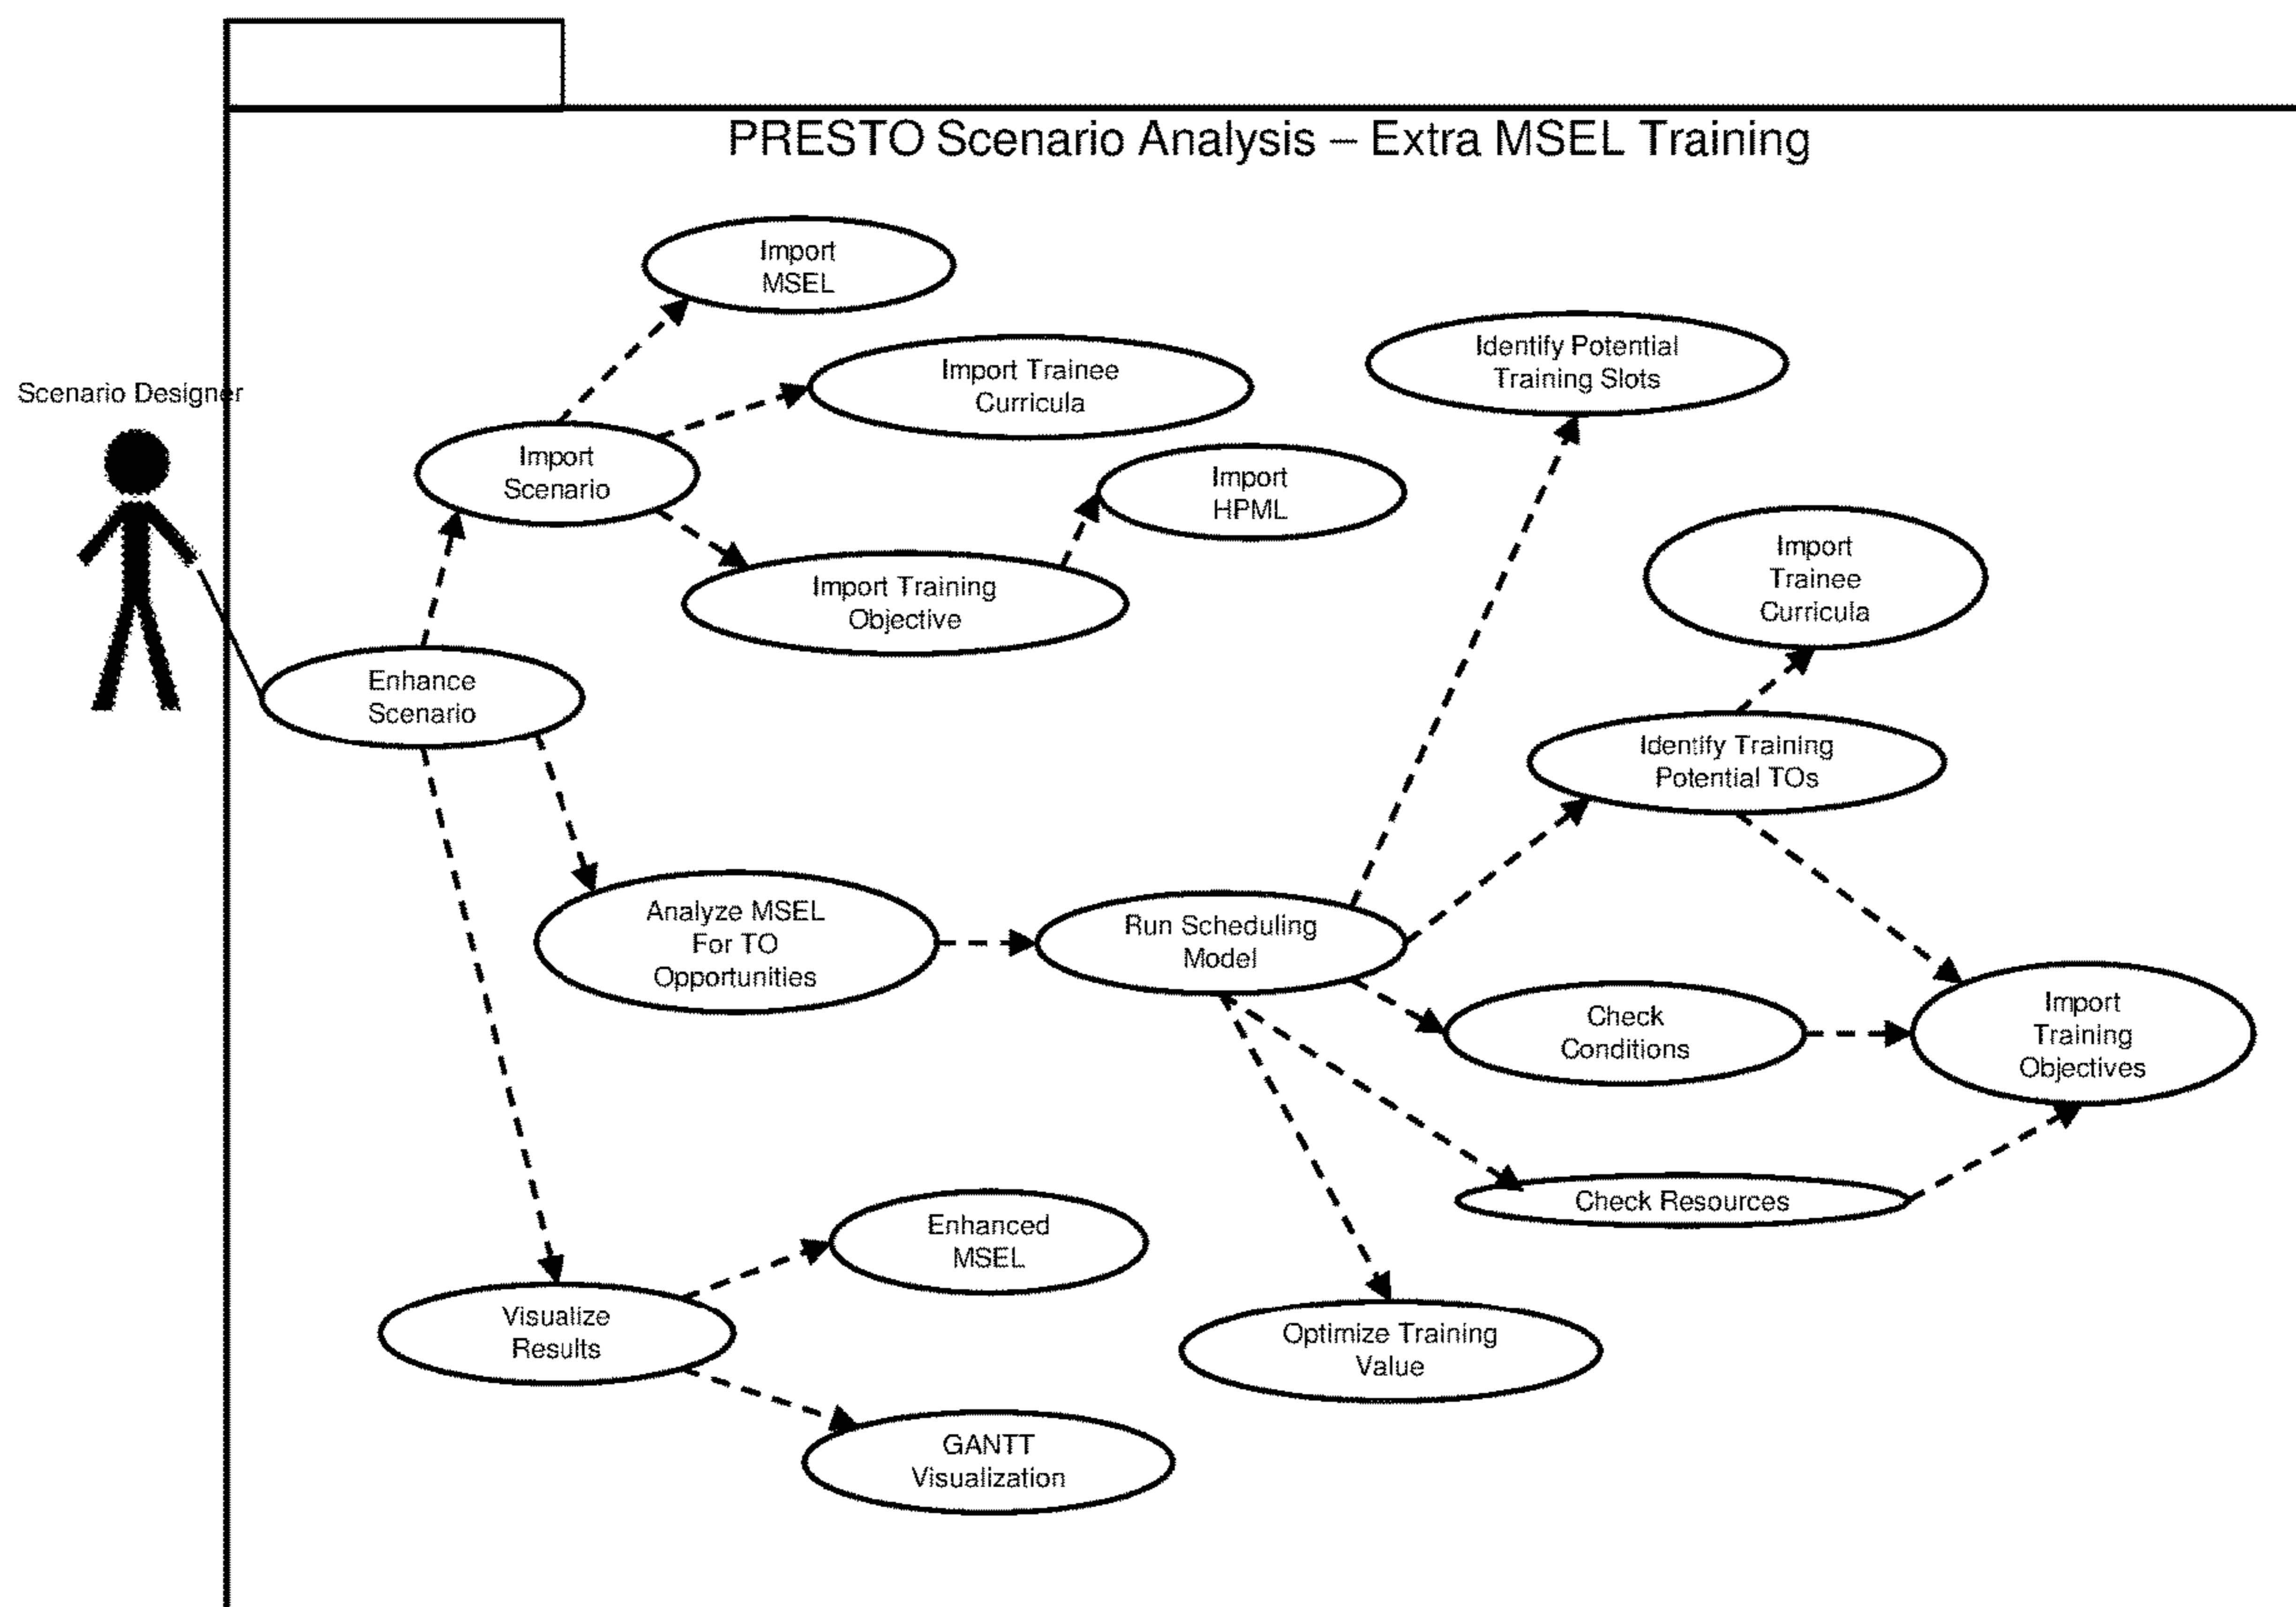 PRESTO Scenario Analysis – Extra MSEL Training
Import
MSEL
Identify Potential
Training Slots
Import Trainee
Curricula
Scenario Designer
Import
Scenario
Import
HPML
Import
Trainee
Curricula
Import Training
Objective
Enhance
Scenario
Identify Training
Potential TOs
Analyze MSEL
For TO
Opportunities
Run Scheduling
Model
Check
Conditions
Import
Training
Objectives
Check Resources
Enhanced
MSEL
Visualize
Results
Optimize Training
Value
GANTT
Visualization